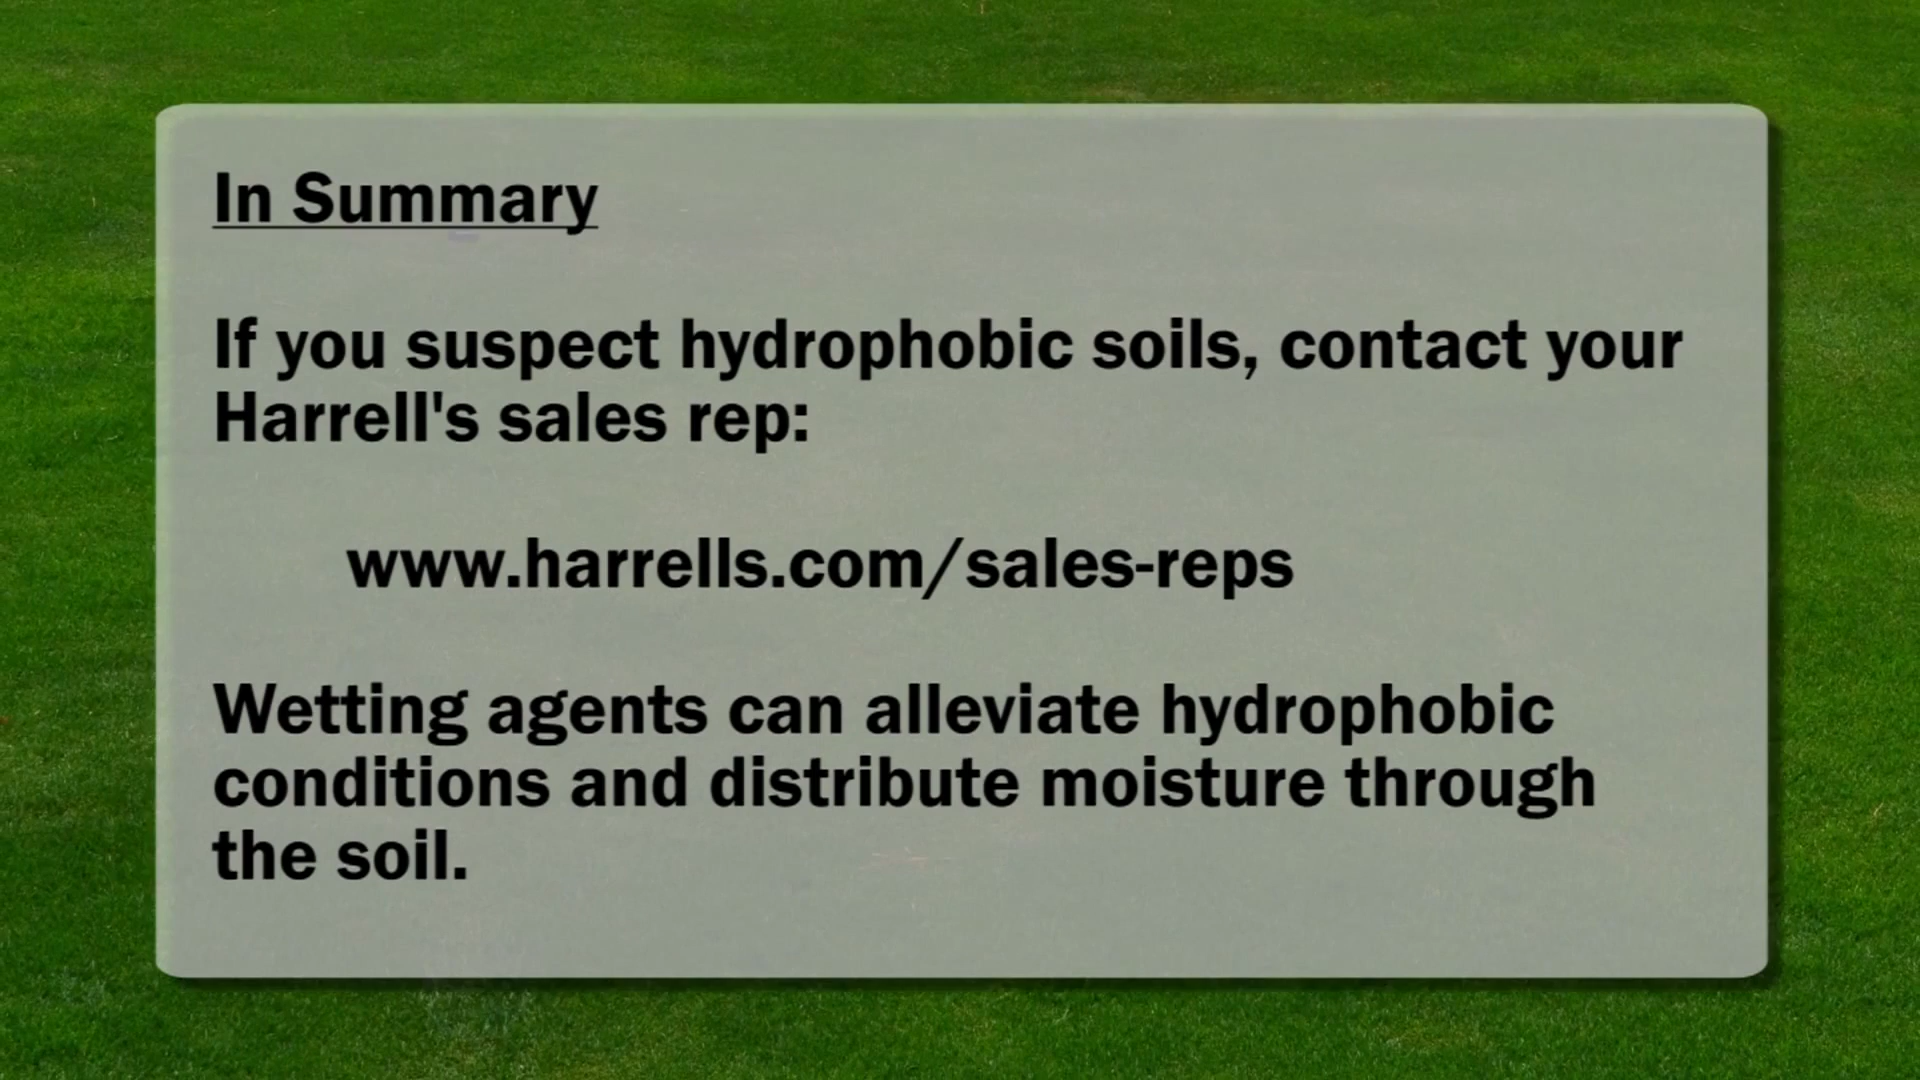 In Summary
If you suspect hydrophobic soils, contact your
Harrell's sales rep:
www.harrells.com/sales-reps
Wetting agents can alleviate hydrophobic
conditions and distribute moisture through
the soil.